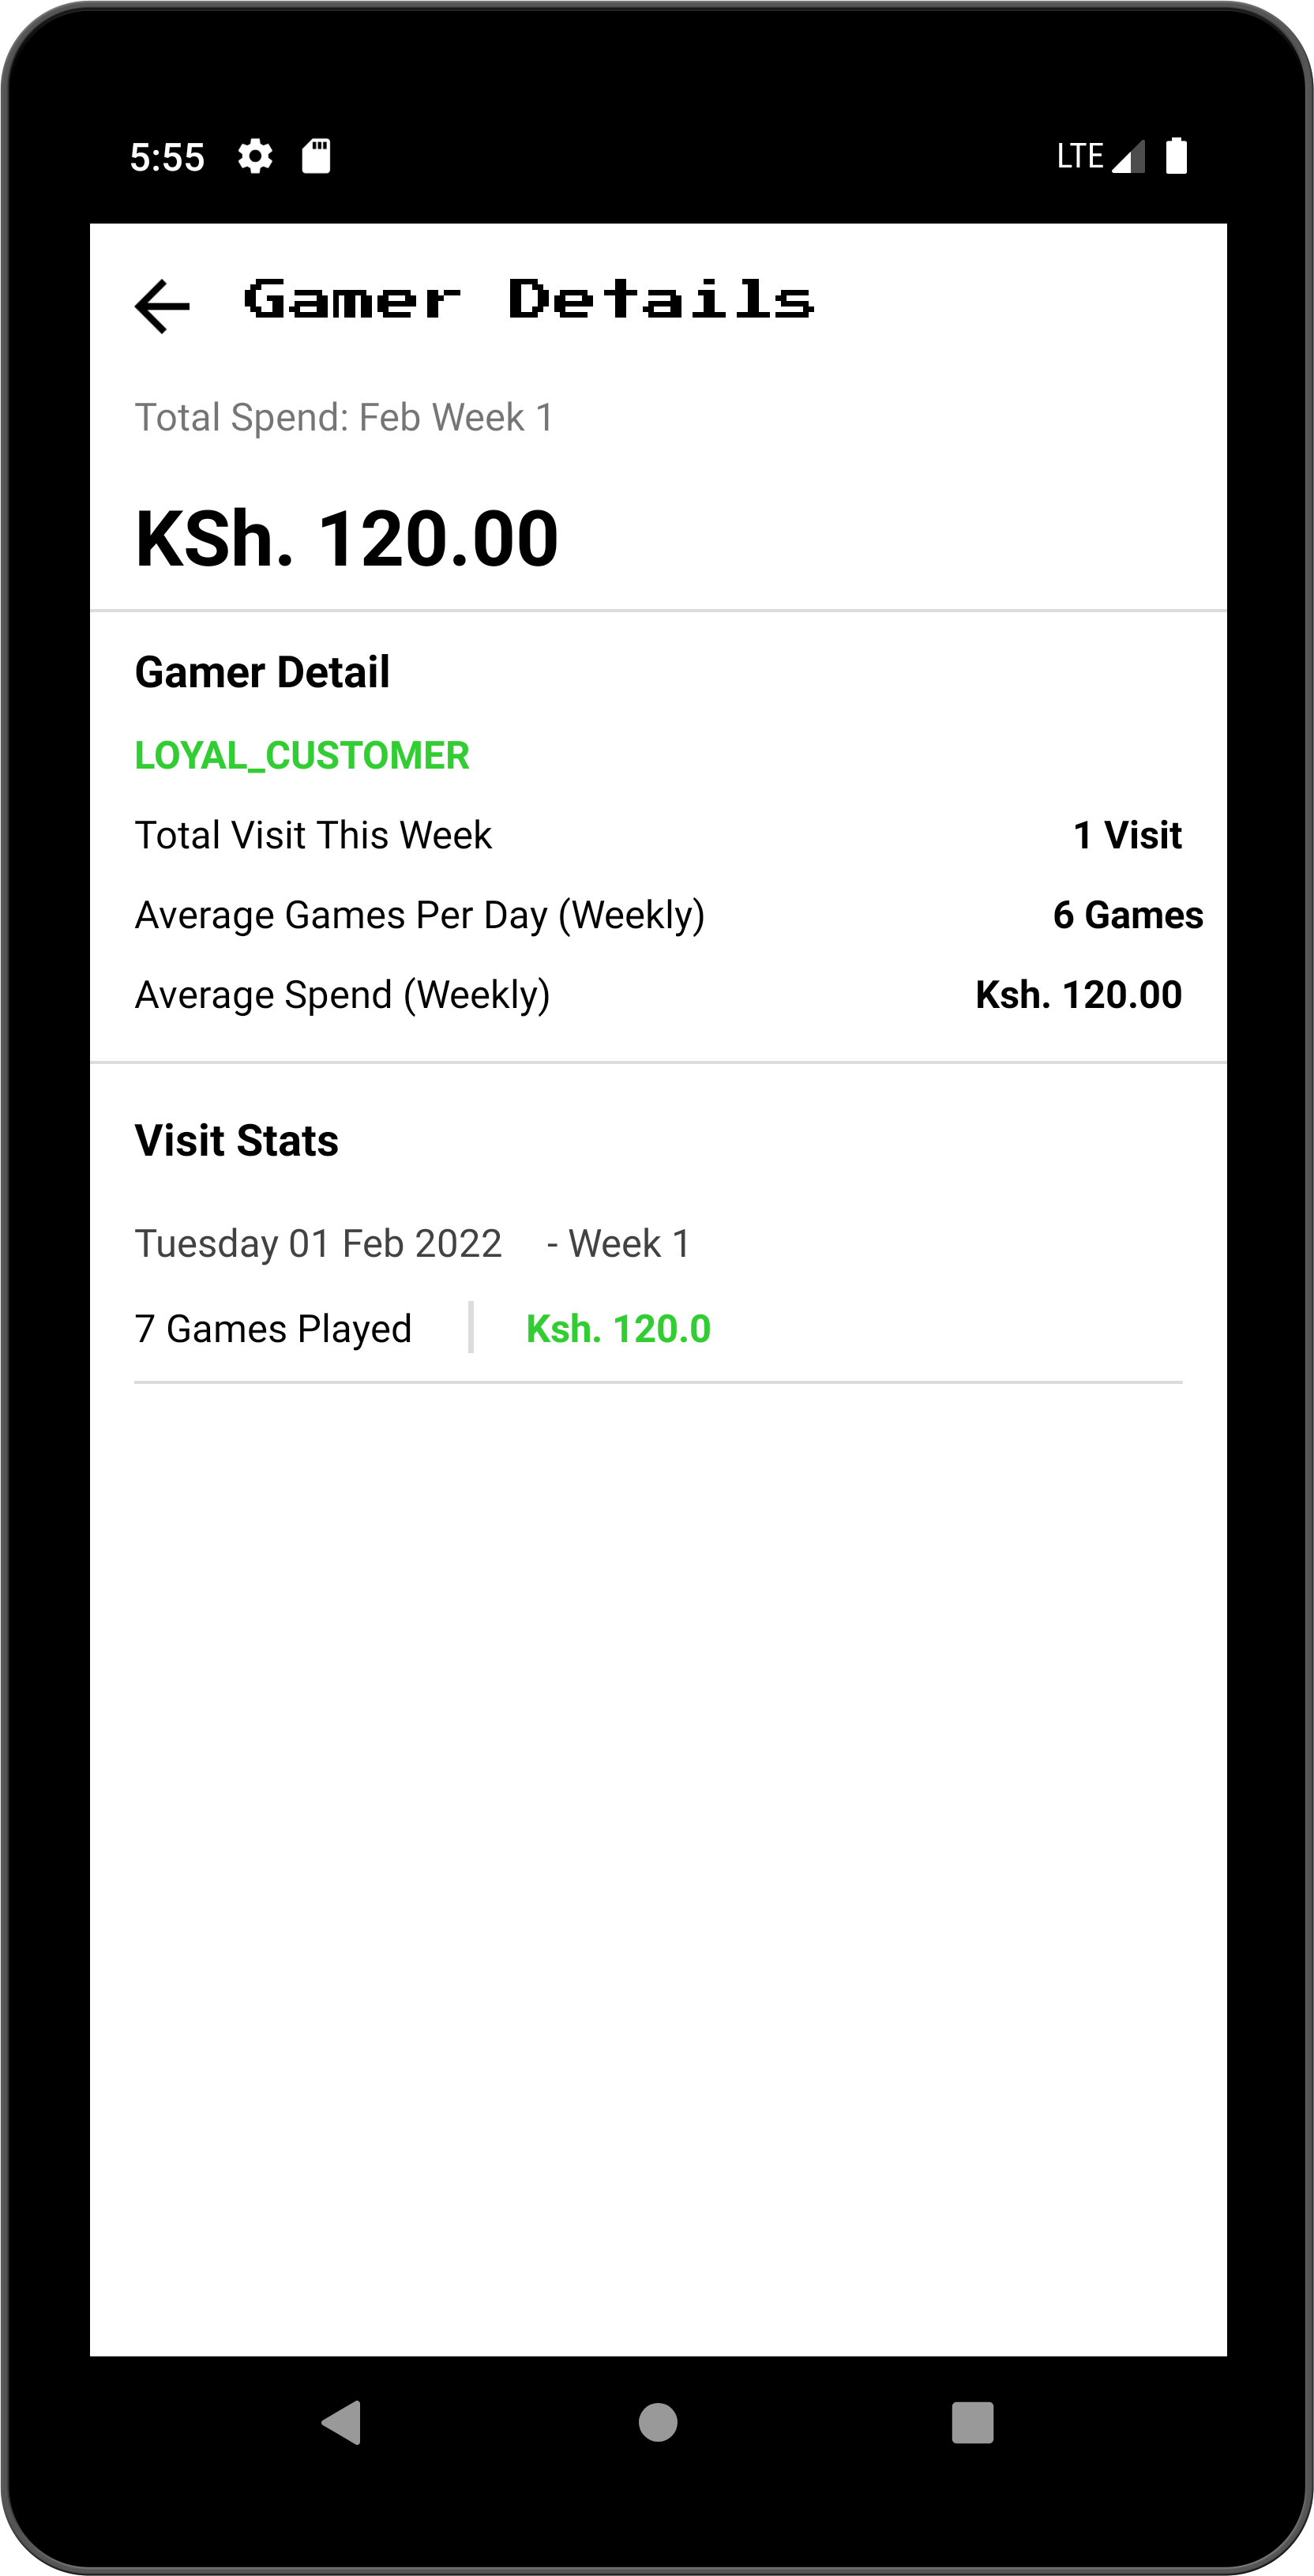 5:55 LTE
Gamer Details
Total Spend: Feb Week 1
KSh. 120.00
Gamer Detail
LOYAL_CUSTOMER
Total Visit This Week 1 Visit
Average Games Per Day (Weekly) 6 Games
Average Spend (Weekly) Ksh. 120.00
Visit Stats
Tuesday 01 Feb 2022 - Week 1
7 Games Played Ksh. 120.0